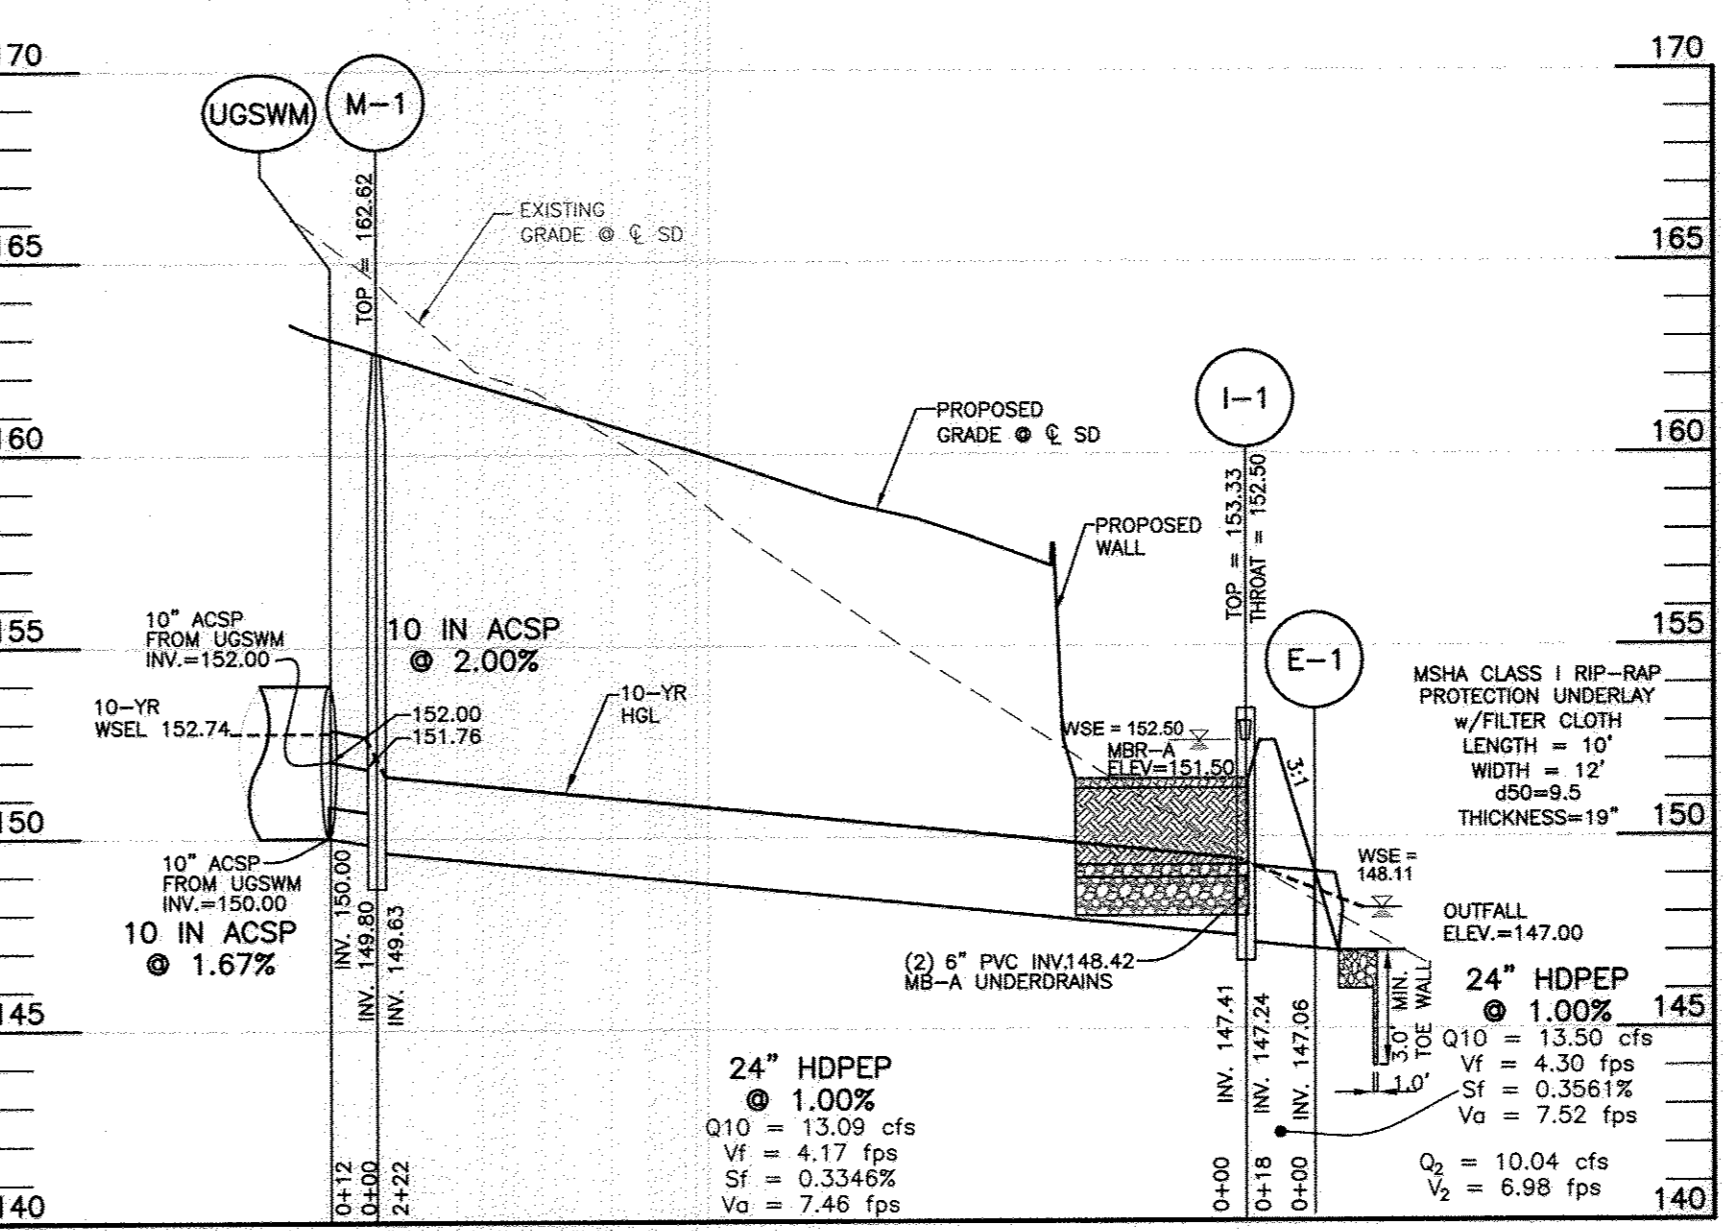 70
170
UGSWM
M-1
TOP = 162.62
EXISTING
GRADE @ ℄ SD
65
165
I-1
PROPOSED
GRADE @ ℄ SD
60
160
TOP = 153.33
THROAT = 152.50
PROPOSED
WALL
10" ACSP
FROM UGSWM
INV.=152.00
10 IN ACSP
@ 2.00%
55
155
E-1
MSHA CLASS I RIP-RAP
PROTECTION UNDERLAY
w/FILTER CLOTH
LENGTH = 10'
WIDTH = 12'
d50=9.5
THICKNESS=19"
10-YR
WSEL 152.74
152.00
151.76
10-YR
HGL
WSE = 152.50
MBR-A
ELEV=151.50
3:1
50
150
10" ACSP
FROM UGSWM
INV.=150.00
10 IN ACSP
@ 1.67%
INV. 150.00
INV. 149.80
INV. 149.63
WSE =
148.11
OUTFALL
ELEV.=147.00
(2) 6" PVC INV.148.42
MB-A UNDERDRAINS
3.0' MIN.
TOE WALL
1.0'
45
145
INV. 147.41
INV. 147.24
INV. 147.06
24" HDPEP
@ 1.00%
Q10 = 13.50 cfs
Vf = 4.30 fps
Sf = 0.3561%
Va = 7.52 fps
Q2 = 10.04 cfs
V2 = 6.98 fps
24" HDPEP
@ 1.00%
Q10 = 13.09 cfs
Vf = 4.17 fps
Sf = 0.3346%
Va = 7.46 fps
0+12
0+00
2+22
0+00
0+18
0+00
40
140